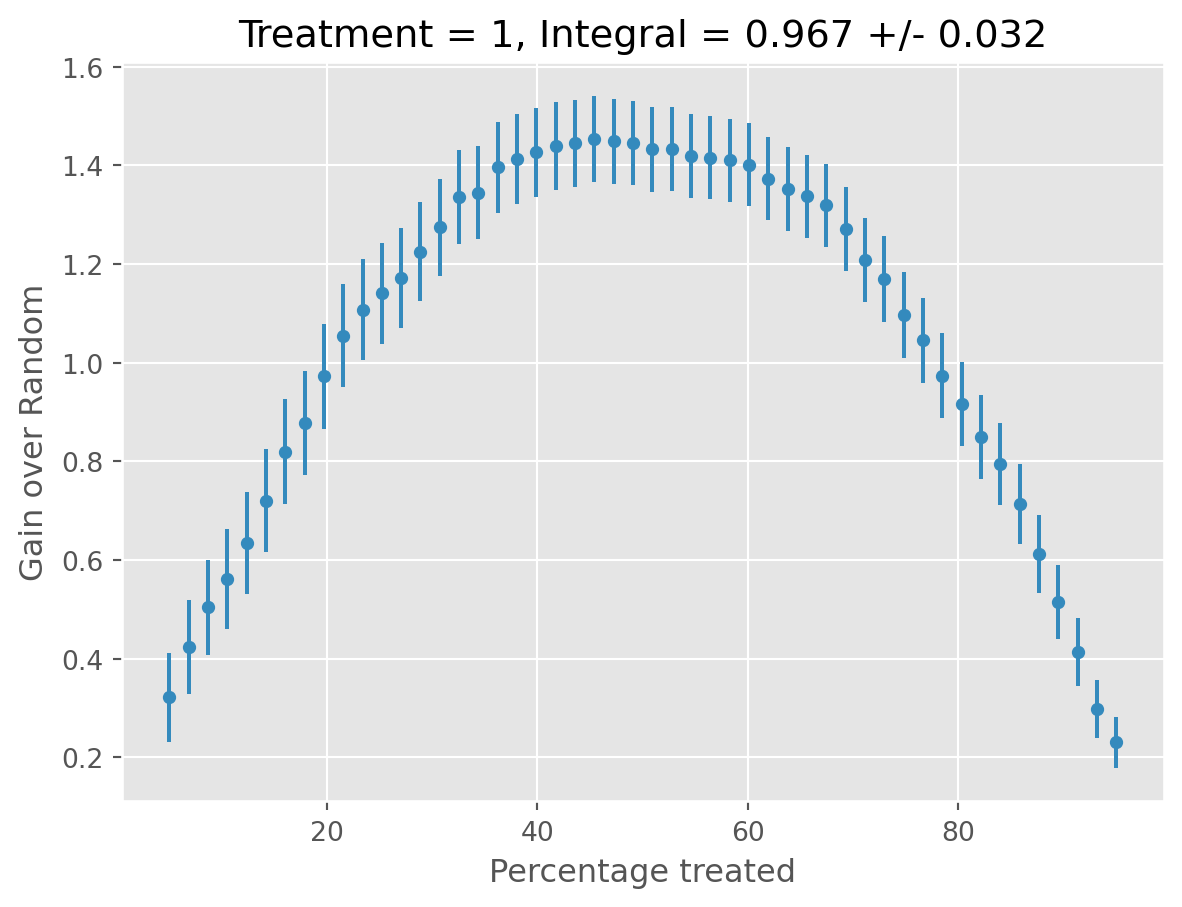 Treatment = 1, Integral = 0.967 +/- 0.032
1.6
1.4
1.2
1.0
0.8
0.6
0.4
0.2
Gain over Random
20 40 60 80
Percentage treated